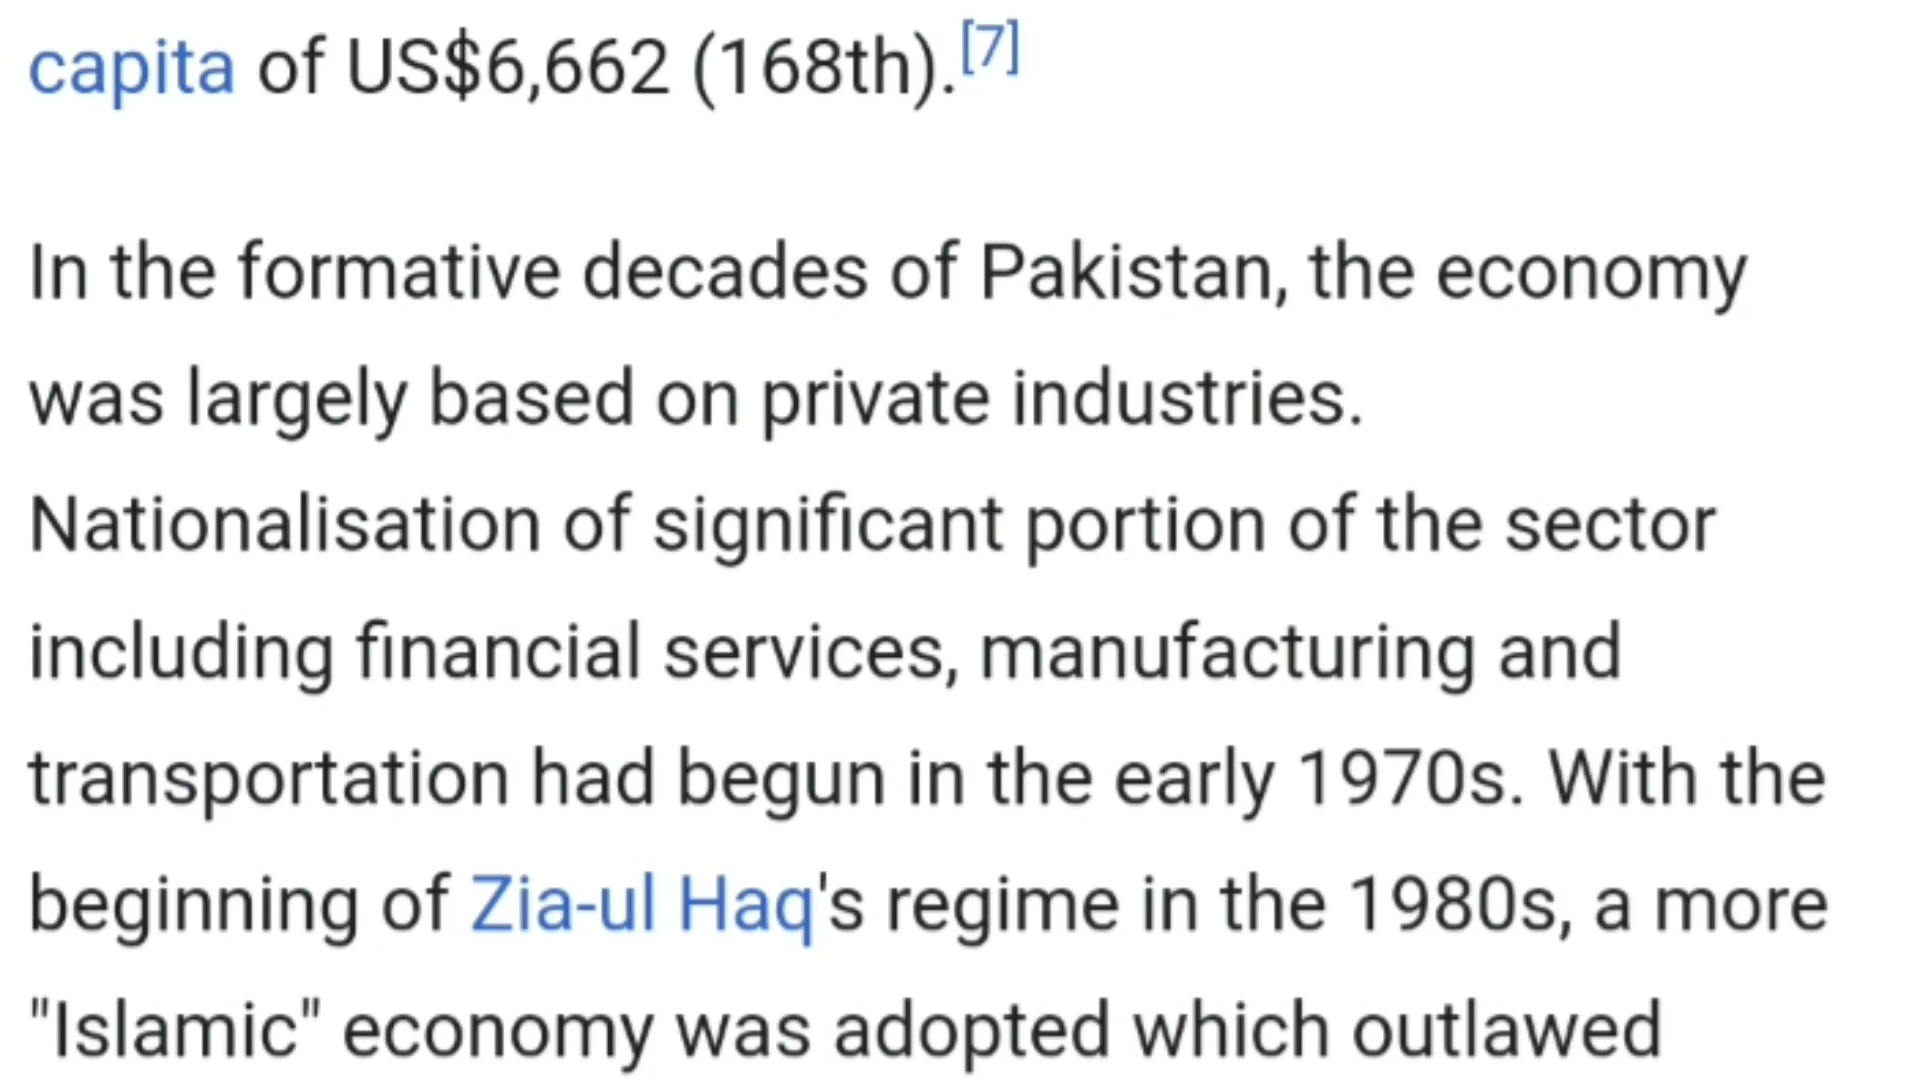 capita of US$6,662 (168th).[7]
In the formative decades of Pakistan, the economy
was largely based on private industries.
Nationalisation of significant portion of the sector
including financial services, manufacturing and
transportation had begun in the early 1970s. With the
beginning of Zia-ul Haq's regime in the 1980s, a more
"Islamic" economy was adopted which outlawed